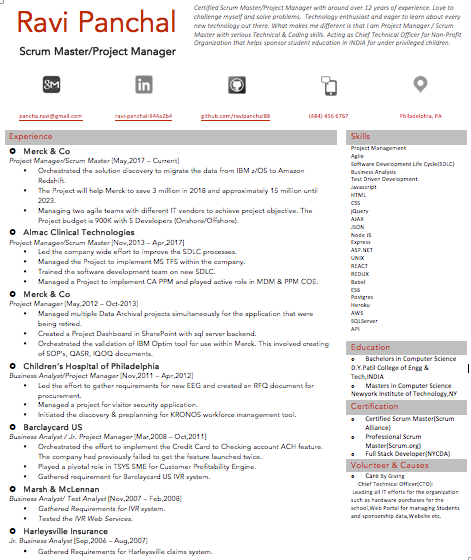 Ravi Panchal
Scrum Master/Project Manager
Certified Scrum Master/Project Manager with around over 12 years of experience. Love to
challenge myself and solve problems.  Technology enthusiast and eager to learn about every
new technology out there. What makes me different is that I am Project Manager / Scrum
Master with serious Technical & Coding skills. Acting as Chief Technical Officer for Non-Profit
Organization that helps sponsor student education in INDIA for under privileged children.
pancha.ravi@gmail.com
ravi-panchal-944a2b4
github.com/ravipanchal88
(484) 456 6767
Philadelphia, PA
Experience
Merck & Co
Project Manager/Scrum Master [May,2017 – Current]
• Orchestrated the solution discovery to migrate the data from IBM z/OS to Amazon
Redshift.
• The Project will help Merck to save 3 million in 2018 and approximately 15 million until
2023.
• Managing two agile teams with different IT vendors to achieve project objective. The
Project budget is 900K with 5 Developers (Onshore/Offshore).
Almac Clinical Technologies
Project Manager/Scrum Master [Nov,2013 – Apr,2017]
• Led the company wide effort to improve the SDLC processes.
• Managed the Project to implement MS TFS within the company.
• Trained the software development team on new SDLC.
• Managed a Project to implement CA PPM and played active role in MDM & PPM COE.
Merck & Co
Project Manager [May,2012 – Oct-2013]
• Managed multiple Data Archival projects simultaneously for the application that
were being retired.
• Created a Project Dashboard in SharePoint with sql server backend.
• Orchestrated the validation of IBM Optim tool for use within Merck. This involved creating
of SOP's, QASR, IQOQ documents.
Children's Hospital of Philadelphia
Business Analyst/Project Manager [Nov,2011 – Apr,2012]
• Led the effort to gather requirements for new EEG and created an RFQ document for
procurement.
• Managed a project for visitor security application.
• Initiated the discovery & preplanning for KRONOS workforce management tool.
Barclaycard US
Business Analyst / Jr. Project Manager [Mar,2008 – Oct,2011]
• Orchestrated the effort to implement the Credit Card to Checking account ACH feature.
The company had previously failed to get the feature launched twice.
• Played a pivotal role in TSYS SME for Customer Profitability Engine.
• Gathered requirement for Barclaycard US IVR system.
Marsh & McLennan
Business Analyst/ Test Analyst [Nov,2007 – Feb,2008]
• Gathered Requirements for IVR system.
• Tested the IVR Web Services.
Harleysville Insurance
Jr. Business Analyst [Sep,2006 – Aug,2007]
• Gathered Requirements for Harleysville claims system.
Skills
Project Management
Agile
Software Development Life Cycle(SDLC)
Business Analysis
Test Driven Development
Javascript
HTML
CSS
jQuery
AJAX
JSON
Node JS
Express
ASP.NET
UNIX
REACT
REDUX
Babel
ES6
Postgres
Heroku
AWS
SQLServer
API
Education
Bachelors in Computer Science
D.Y.Patil College of Engg &
Tech,INDIA
Masters in Computer Science
Newyork Institute of Technology,NY
Certification
Certified Scrum Master(Scrum
Alliance)
Professional Scrum
Master(Scrum.org)
Full Stack Developer(NYCDA)
Volunteer & Causes
Care By Giving
Chief Technical Officer(CTO):
Leading all IT efforts for the organization
such as hardware purchases for the
school,Web Portal for managing Students
and sponsorship data,Website etc.